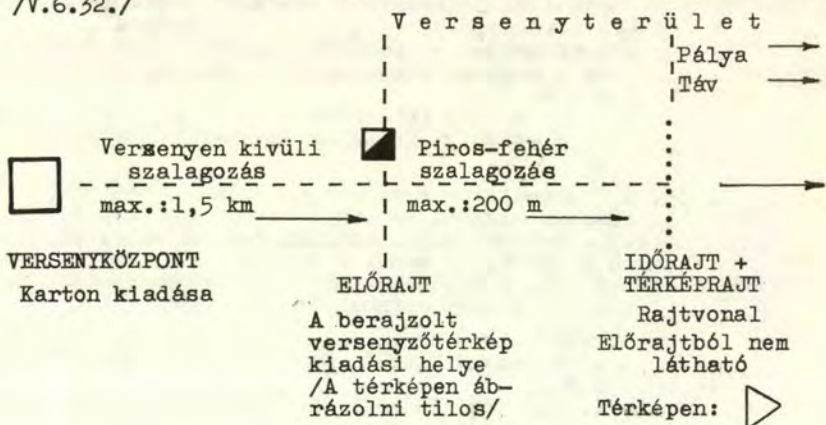 /V.6.32./
Versenyterület
Pálya
Táv
Versenyen kivüli
szalagozás
max.:1,5 km
Piros-fehér
szalagozás
max.:200 m
VERSENYKÖZPONT
Karton kiadása
ELŐRAJT
A berajzolt
versenyzőtérkép
kiadási helye
/A térképen áb-
rázolni tilos/
IDŐRAJT +
TÉRKÉPRAJT
Rajtvonal
Előrajtból nem
látható
Térképen: